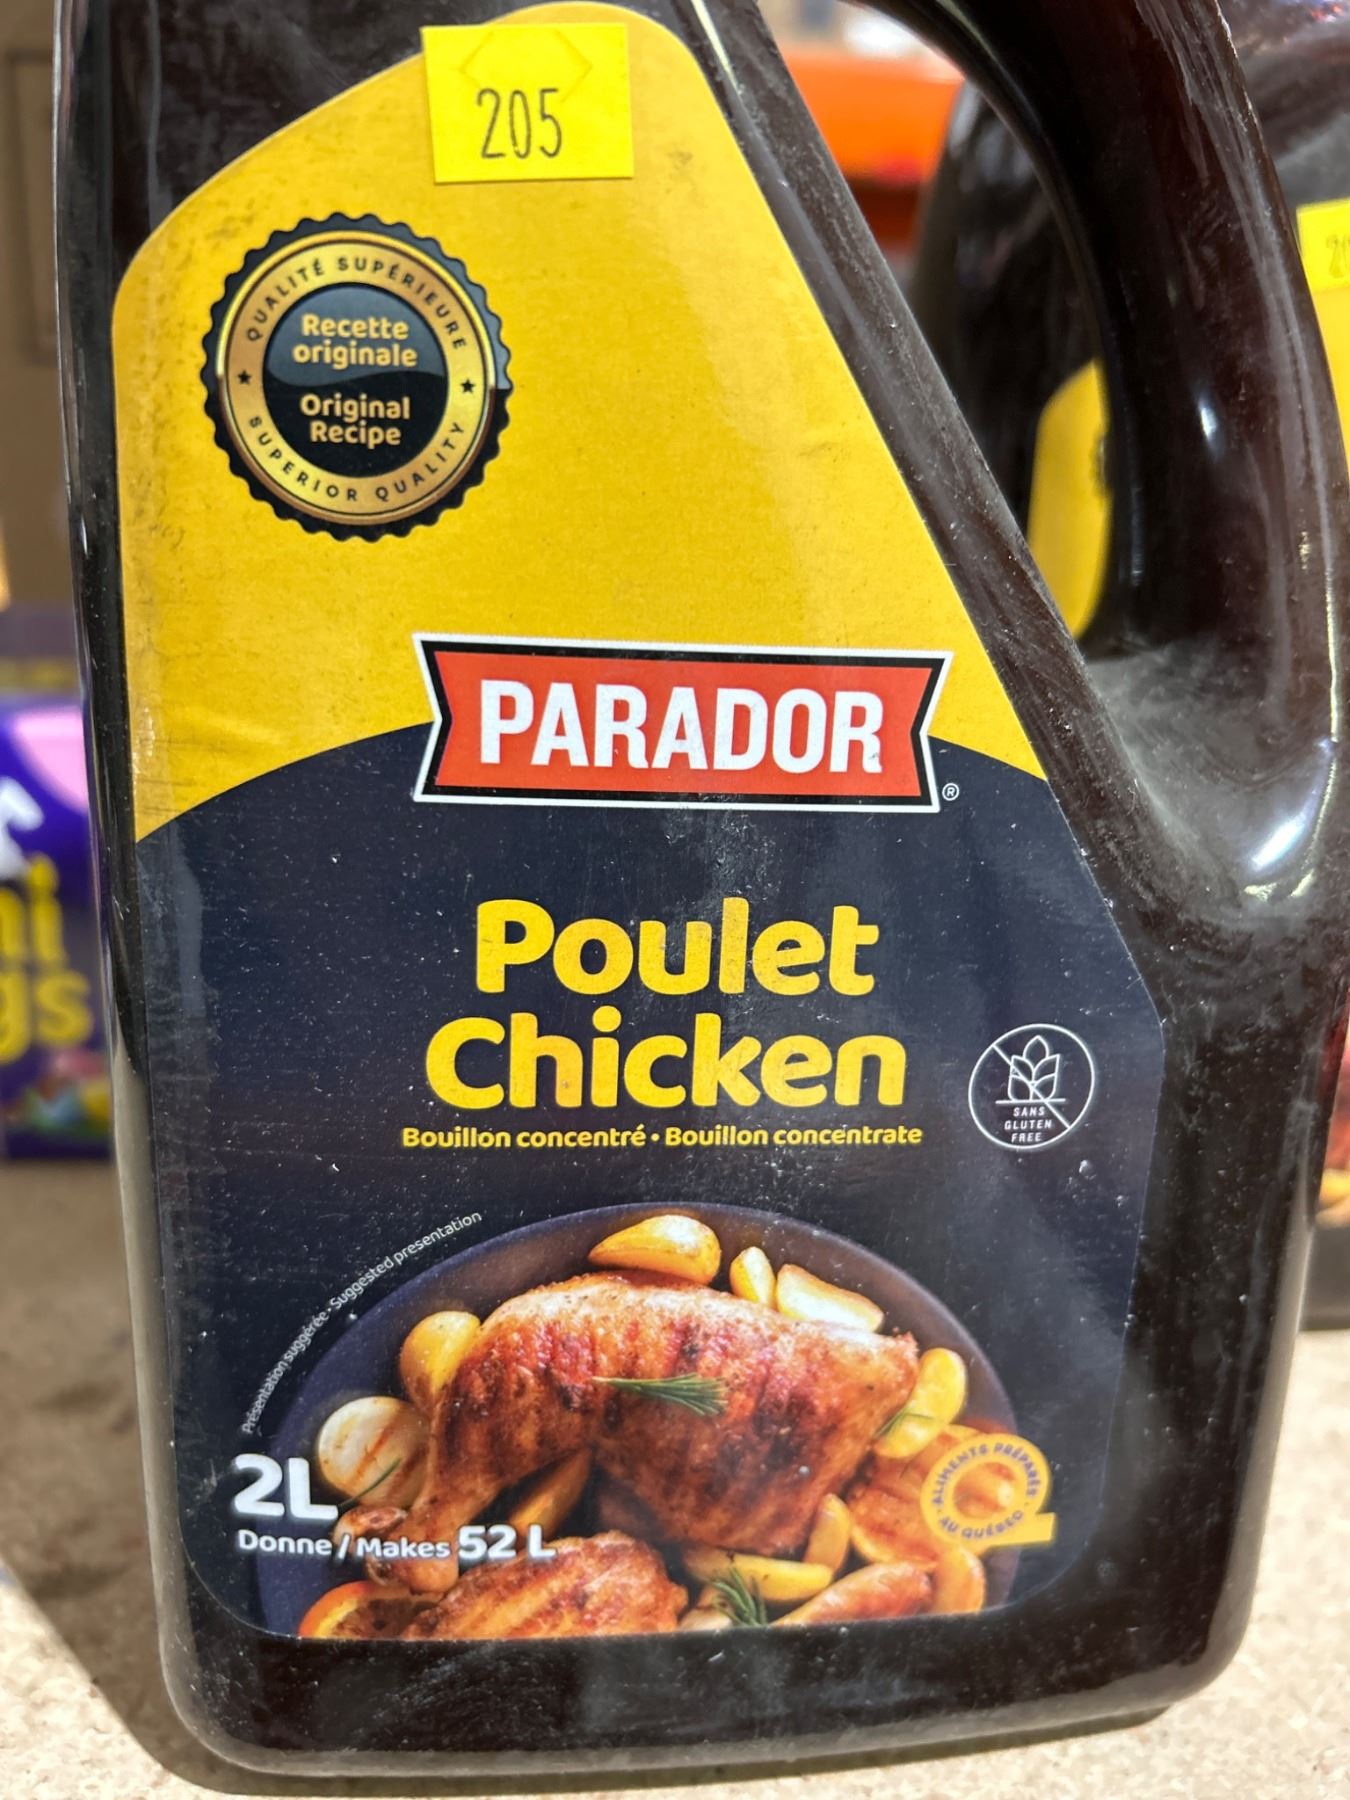 205
QUALITÉ SUPÉRIEURE
Recette
originale
Original
Recipe
SUPERIOR QUALITY
PARADOR
®
Poulet
Chicken
Bouillon concentré • Bouillon concentrate
SANS
GLUTEN
FREE
Présentation suggérée • Suggested presentation
2L
Donne / Makes 52 L
ALIMENTS PRÉPARÉS
AU QUÉBEC